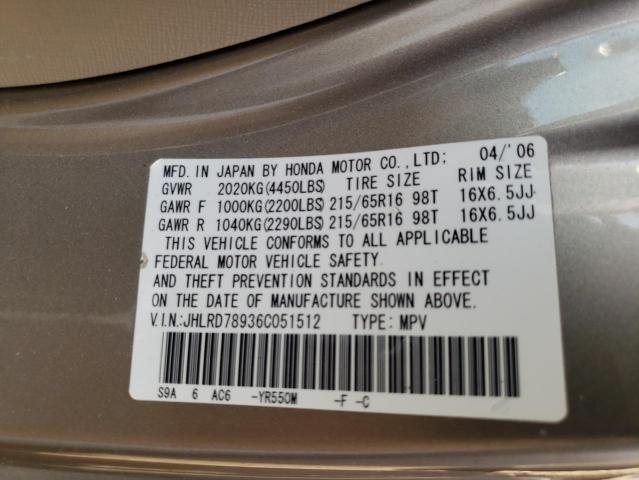 MFD. IN JAPAN BY HONDA MOTOR CO.,LTD; 04/'06
GVWR 2020KG(4450LBS) TIRE SIZE RIM SIZE
GAWR F 1000KG(2200LBS) 215/65R16 98T 16X6.5JJ
GAWR R 1040KG(2290LBS) 215/65R16 98T 16X6.5JJ
THIS VEHICLE CONFORMS TO ALL APPLICABLE
FEDERAL MOTOR VEHICLE SAFETY.
AND THEFT PREVENTION STANDARDS IN EFFECT
ON THE DATE OF MANUFACTURE SHOWN ABOVE.
V.I.N:JHLRD78936C051512 TYPE: MPV
S9A 6 AC6 -YR550M -F -C